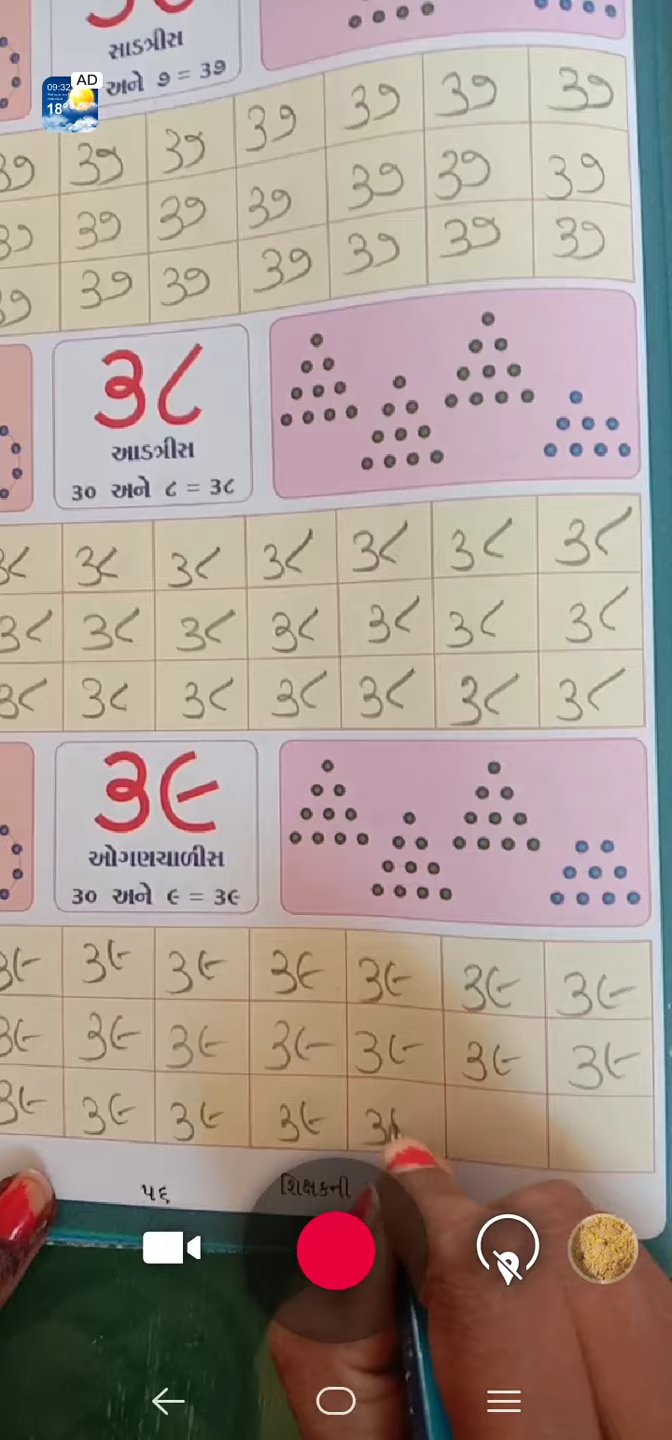 સાડત્રીસ
અને ૭ = ૩૭
09:32
AD
18°
૩૭ ૩૭ ૩૭ ૩૭ ૩૭ ૩૭ ૩૭
૩૭ ૩૭ ૩૭ ૩૭ ૩૭ ૩૭ ૩૭
૩૭ ૩૭ ૩૭ ૩૭ ૩૭ ૩૭ ૩૭
૩૮
આડત્રીસ
૩૦ અને ૮ = ૩૮
૩૮ ૩૮ ૩૮ ૩૮ ૩૮ ૩૮ ૩૮
૩૮ ૩૮ ૩૮ ૩૮ ૩૮ ૩૮ ૩૮
૩૮ ૩૮ ૩૮ ૩૮ ૩૮ ૩૮ ૩૮
૩૯
ઓગણચાળીસ
૩૦ અને ૯ = ૩૯
૩૯ ૩૯ ૩૯ ૩૯ ૩૯ ૩૯ ૩૯
૩૯ ૩૯ ૩૯ ૩૯ ૩૯ ૩૯ ૩૯
૩૯ ૩૯ ૩૯ ૩૯
૫૬ શિક્ષકની